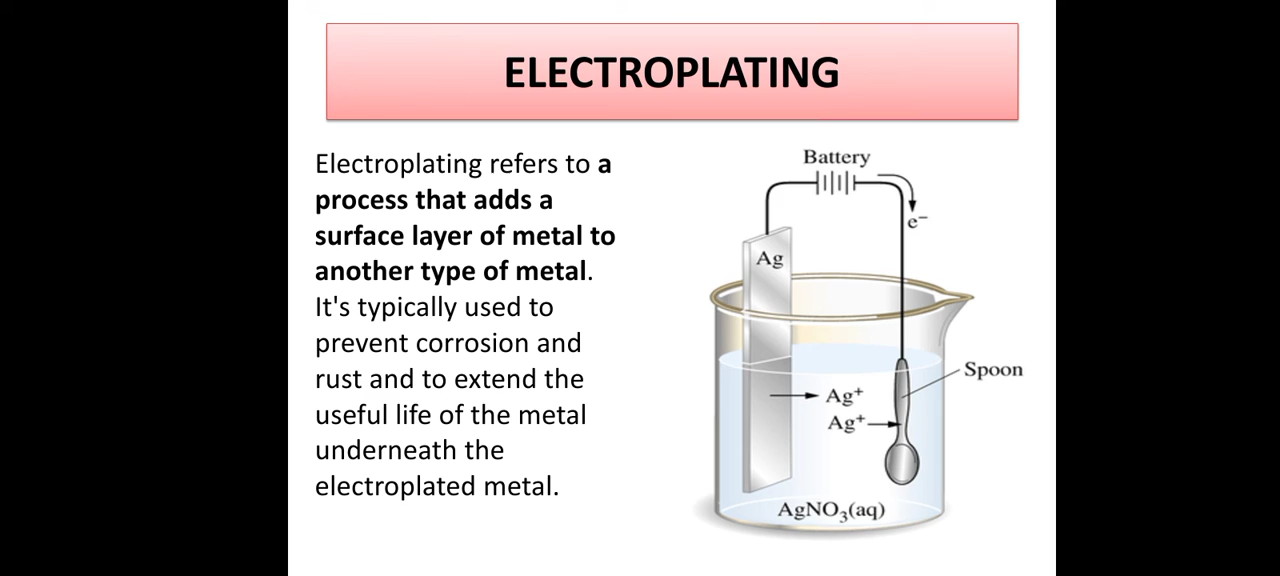 ELECTROPLATING
Electroplating refers to a
process that adds a
surface layer of metal to
another type of metal.
It's typically used to
prevent corrosion and
rust and to extend the
useful life of the metal
underneath the
electroplated metal.
Battery
e⁻
Ag
Spoon
Ag⁺
Ag⁺
AgNO₃(aq)